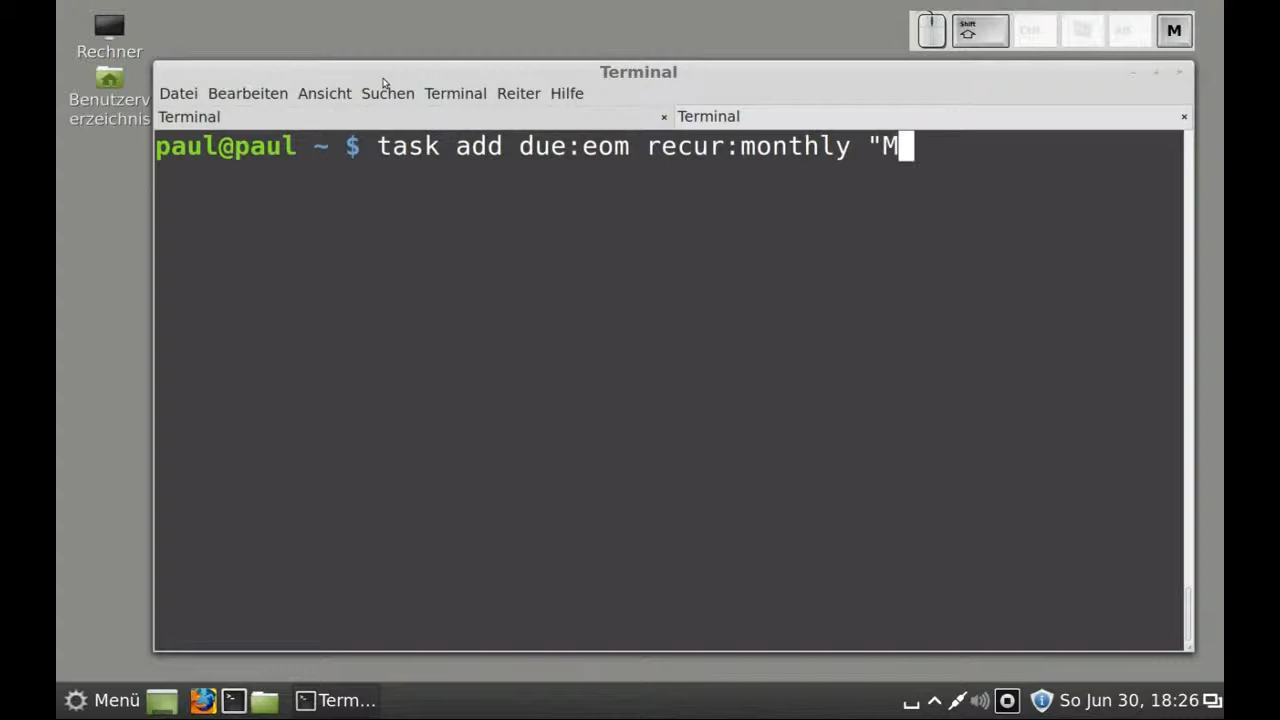 Rechner
Benutzerv
erzeichnis
Shift
M
Terminal
Datei Bearbeiten Ansicht Suchen Terminal Reiter Hilfe
Terminal × Terminal ×
paul@paul ~ $ task add due:eom recur:monthly "M
Menü Term... So Jun 30, 18:26